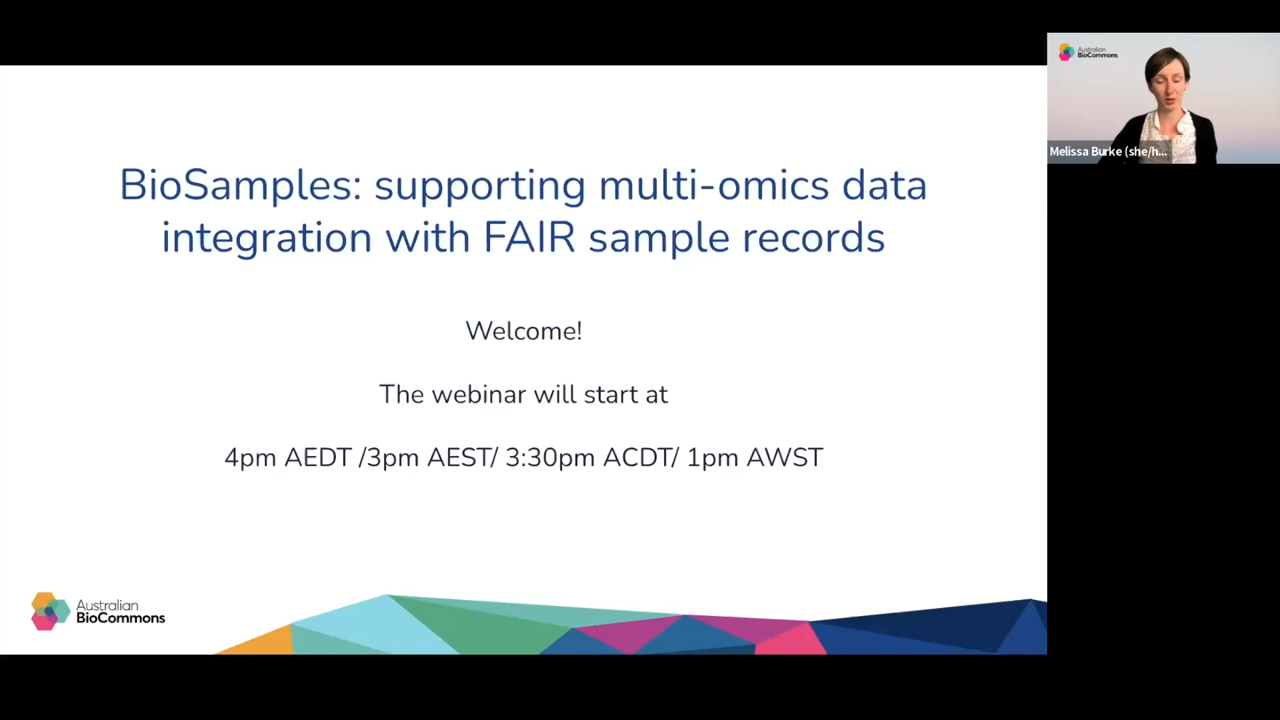 BioSamples: supporting multi-omics data
integration with FAIR sample records
Welcome!
The webinar will start at
4pm AEDT /3pm AEST/ 3:30pm ACDT/ 1pm AWST
Australian
BioCommons
Australian
BioCommons
Melissa Burke (she/h...